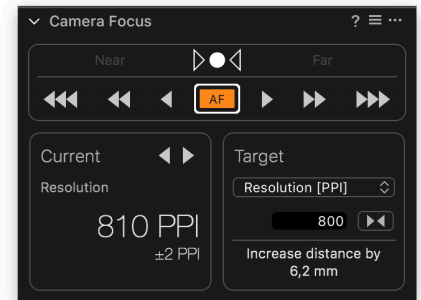 Camera Focus ?
Near Far
AF
Current
Resolution
810 PPI
±2 PPI
Target
Resolution [PPI]
800
Increase distance by
6,2 mm